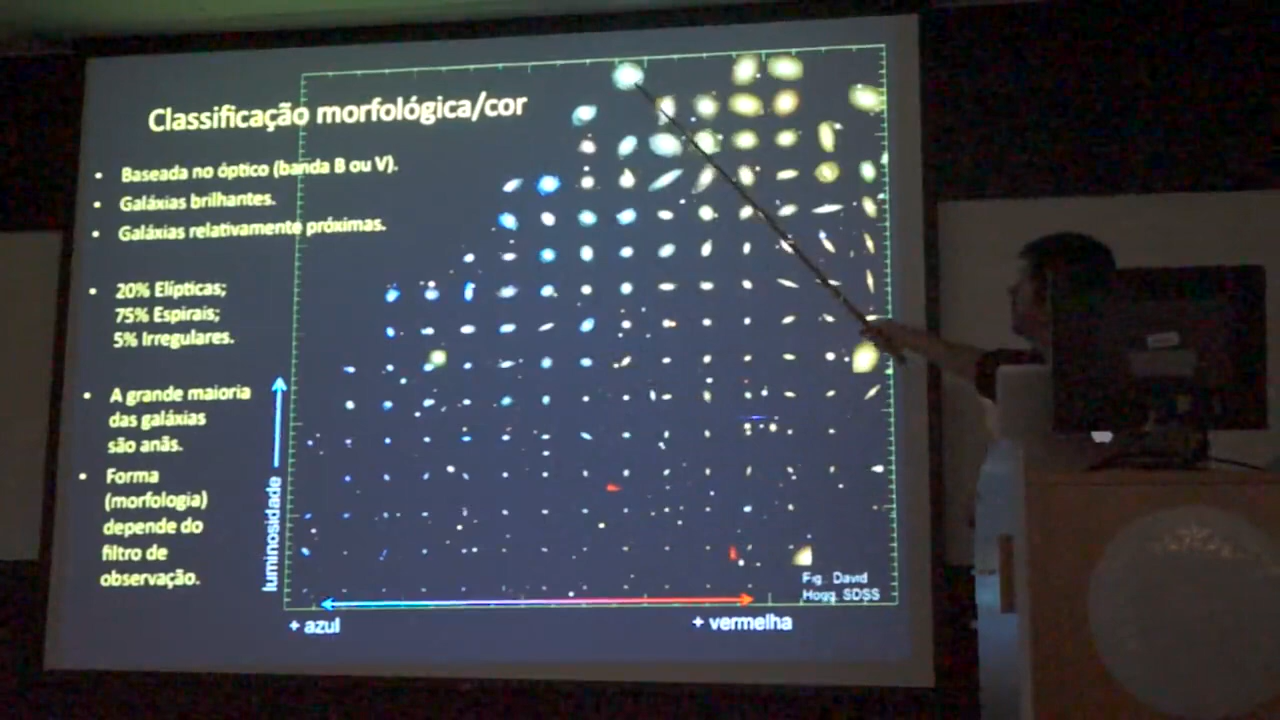 Classificação morfológica/cor
• Baseada no óptico (banda B ou V).
• Galáxias brilhantes.
• Galáxias relativamente próximas.
• 20% Elípticas;
75% Espirais;
5% Irregulares.
• A grande maioria
das galáxias
são anãs.
• Forma
(morfologia)
depende do
filtro de
observação.
luminosidade
+ azul
+ vermelha
Fig. David
Hogg, SDSS